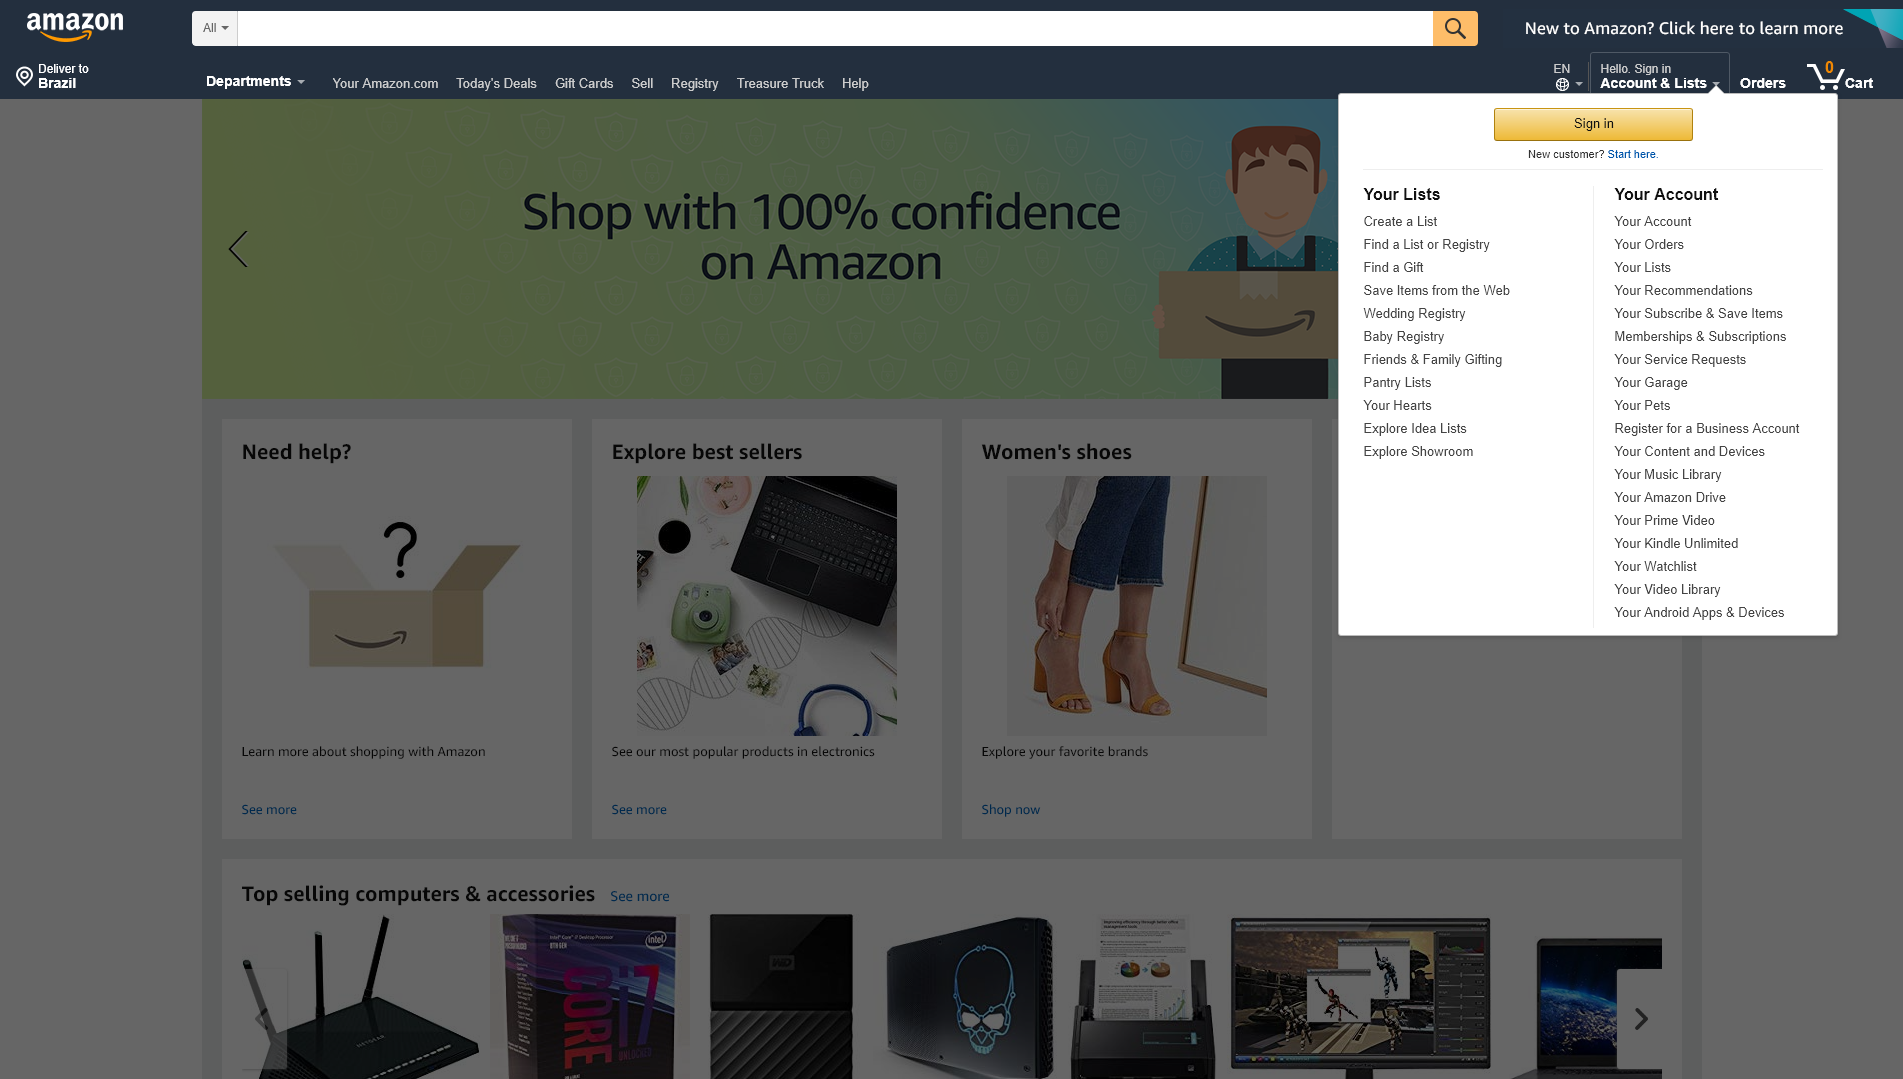 amazon
All
New to Amazon? Click here to learn more
Deliver to
Brazil
Departments
Your Amazon.com
Today's Deals
Gift Cards
Sell
Registry
Treasure Truck
Help
EN
Hello. Sign in
Account & Lists
Orders
0
Cart
Sign in
New customer? Start here.
Your Lists
Create a List
Find a List or Registry
Find a Gift
Save Items from the Web
Wedding Registry
Baby Registry
Friends & Family Gifting
Pantry Lists
Your Hearts
Explore Idea Lists
Explore Showroom
Your Account
Your Account
Your Orders
Your Lists
Your Recommendations
Your Subscribe & Save Items
Memberships & Subscriptions
Your Service Requests
Your Garage
Your Pets
Register for a Business Account
Your Content and Devices
Your Music Library
Your Amazon Drive
Your Prime Video
Your Kindle Unlimited
Your Watchlist
Your Video Library
Your Android Apps & Devices
Shop with 100% confidence
on Amazon
Need help?
?
Learn more about shopping with Amazon
See more
Explore best sellers
See our most popular products in electronics
See more
Women's shoes
Explore your favorite brands
Shop now
Top selling computers & accessories
See more
NETGEAR
intel
CORE
i7
UNLOCKED
WD